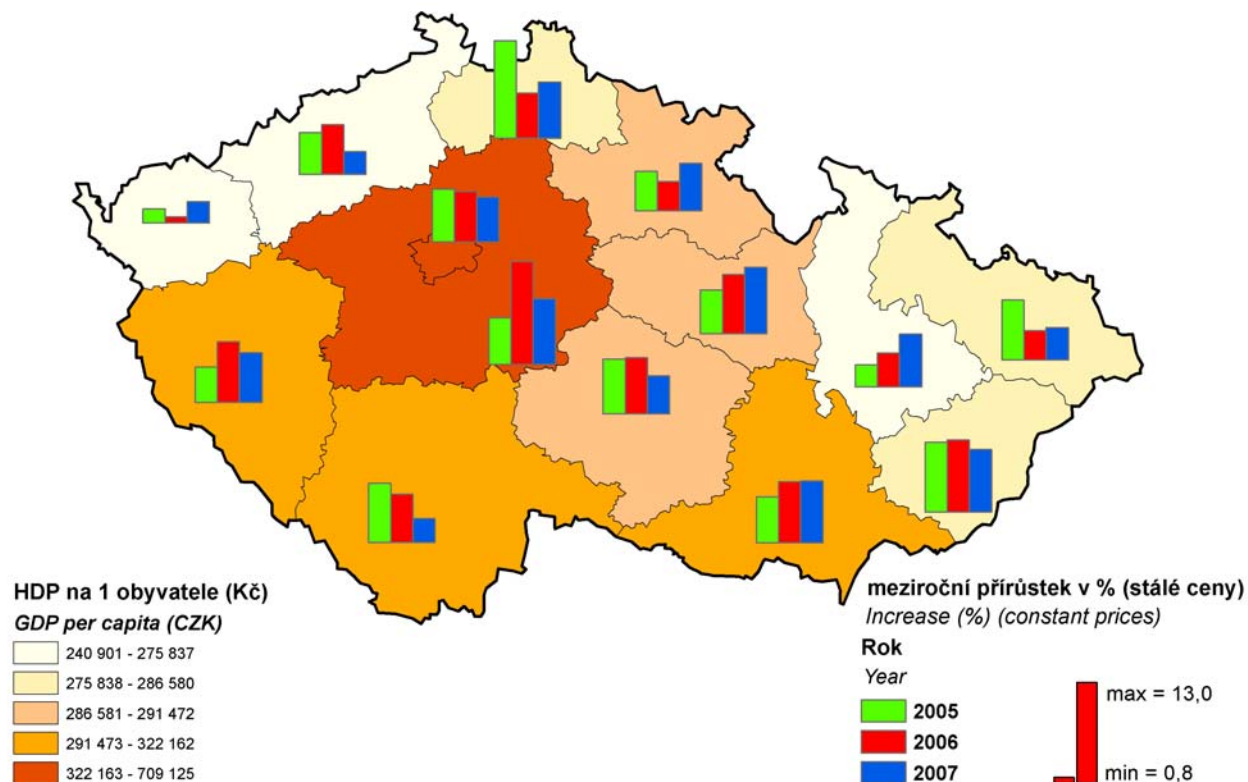 HDP na 1 obyvatele (Kč)
GDP per capita (CZK)
240 901 - 275 837
275 838 - 286 580
286 581 - 291 472
291 473 - 322 162
322 163 - 709 125
meziroční přírůstek v % (stálé ceny)
Increase (%) (constant prices)
Rok
Year
2005
2006
2007
max = 13,0
min = 0,8